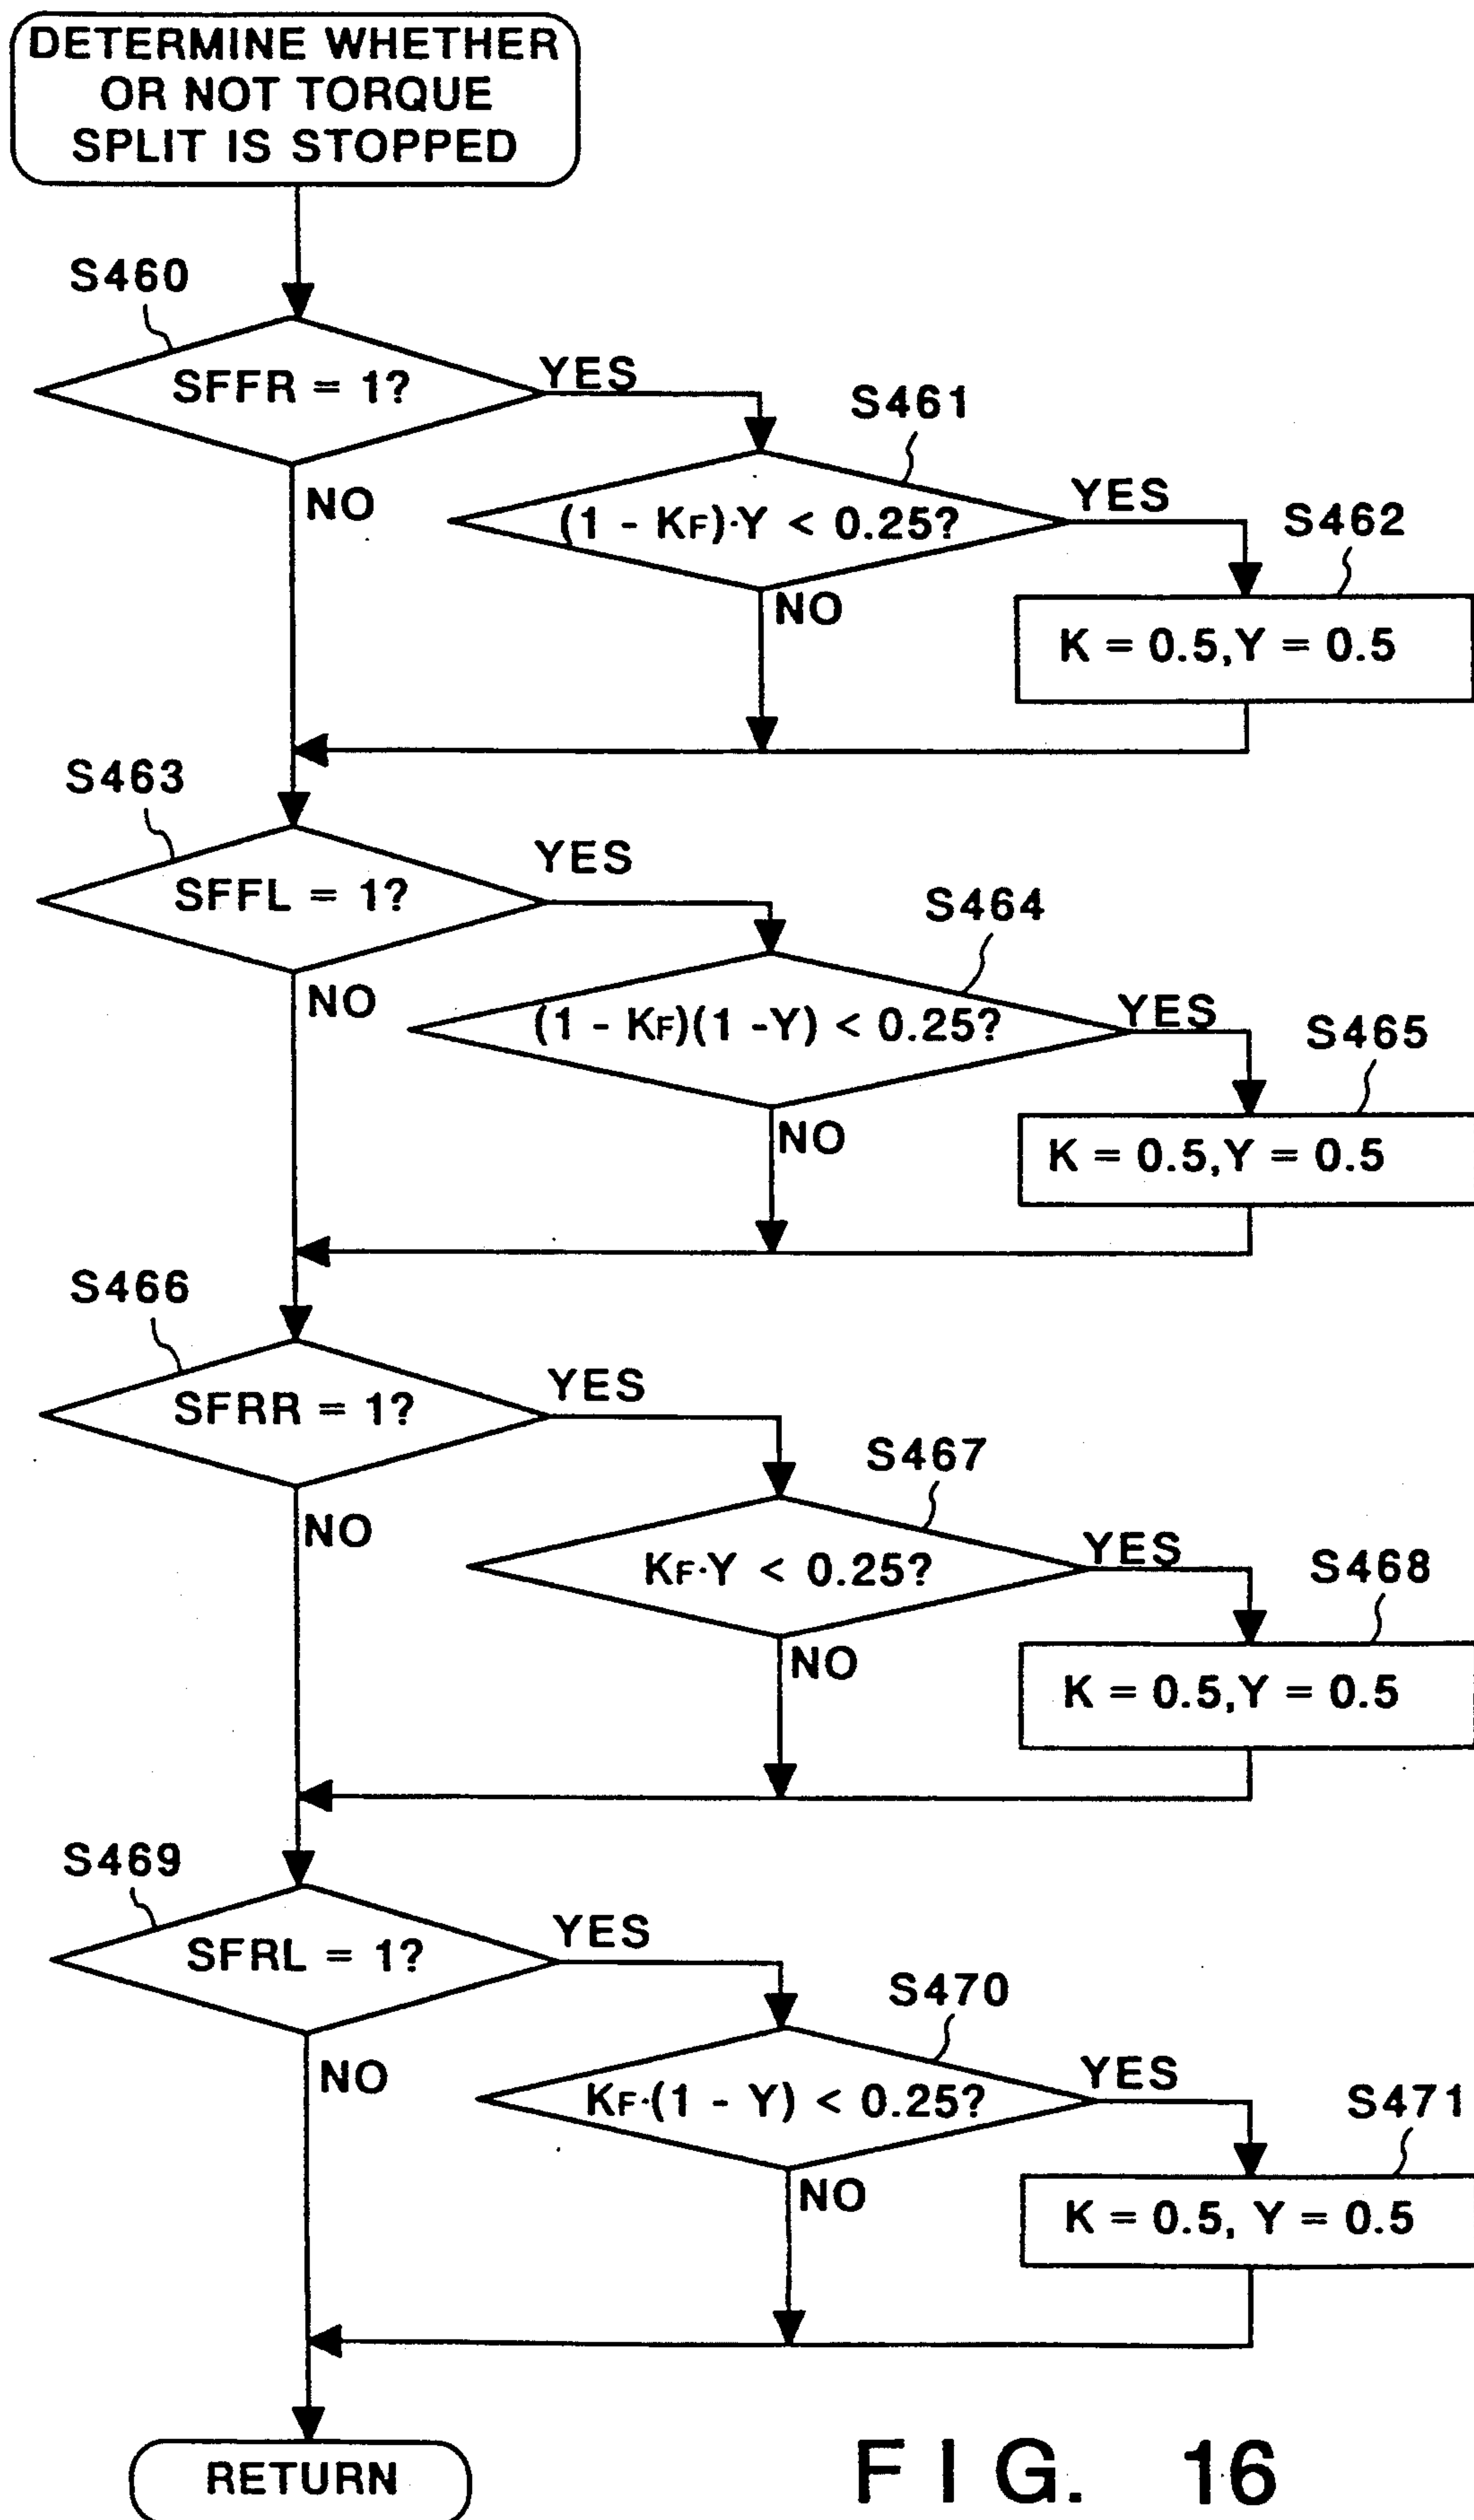 DETERMINE WHETHER
OR NOT TORQUE
SPLIT IS STOPPED
S460
SFFR = 1?
YES
NO
S461
(1 - KF)·Y < 0.25?
YES
NO
S462
K = 0.5,Y = 0.5
S463
SFFL = 1?
YES
NO
S464
(1 - KF)(1 -Y) < 0.25?
YES
NO
S465
K = 0.5,Y = 0.5
S466
SFRR = 1?
YES
NO
S467
KF·Y < 0.25?
YES
NO
S468
K = 0.5,Y = 0.5
S469
SFRL = 1?
YES
NO
S470
KF·(1 - Y) < 0.25?
YES
NO
S471
K = 0.5, Y = 0.5
RETURN
FIG. 16